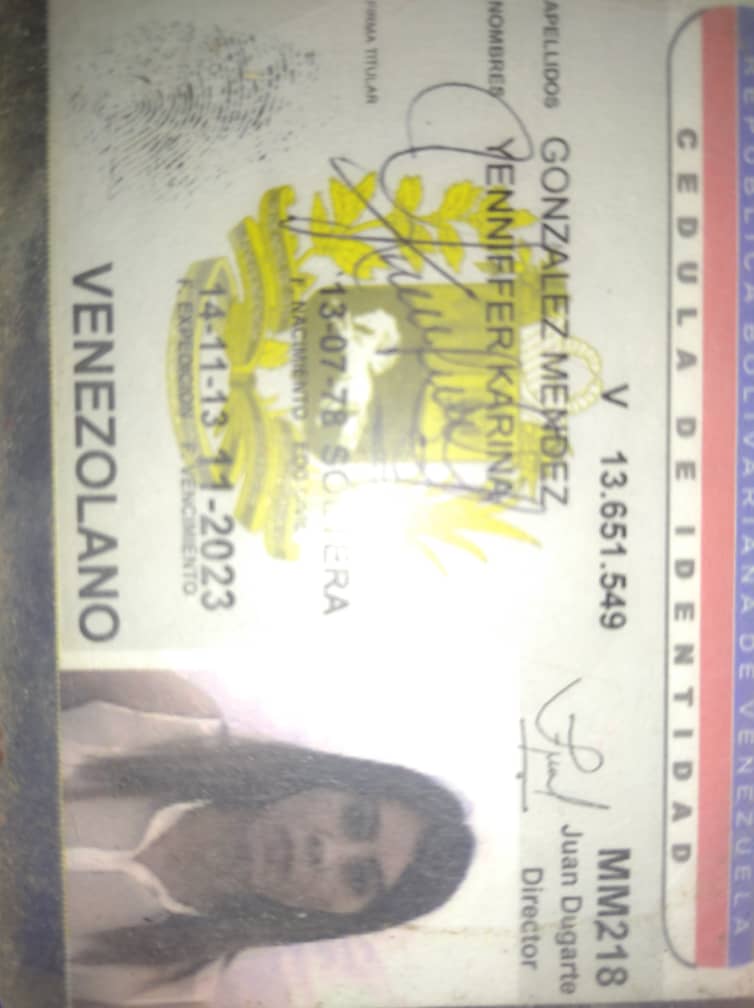 REPUBLICA BOLIVARIANA DE VENEZUELA
CEDULA DE IDENTIDAD
V 13.651.549
MM218
APELLIDOS GONZALEZ MENDEZ
Juan Dugarte
Director
NOMBRES YENNIFFER KARINA
FIRMA TITULAR
13-07-78 SOLTERA
F. NACIMIENTO EDO CIVIL
14-11-13 11-2023
F. EXPEDICION F. VENCIMIENTO
VENEZOLANO